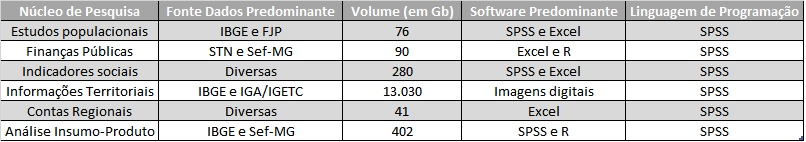 Núcleo de Pesquisa Fonte Dados Predominante Volume (em Gb) Software Predominante Linguagem de Programação
Estudos populacionais IBGE e FJP 76 SPSS e Excel SPSS
Finanças Públicas STN e Sef-MG 90 Excel e R SPSS
Indicadores sociais Diversas 280 SPSS e Excel SPSS
Informações Territoriais IBGE e IGA/IGETC 13.030 Imagens digitais SPSS
Contas Regionais Diversas 41 Excel SPSS
Análise Insumo-Produto IBGE e Sef-MG 402 SPSS e R SPSS